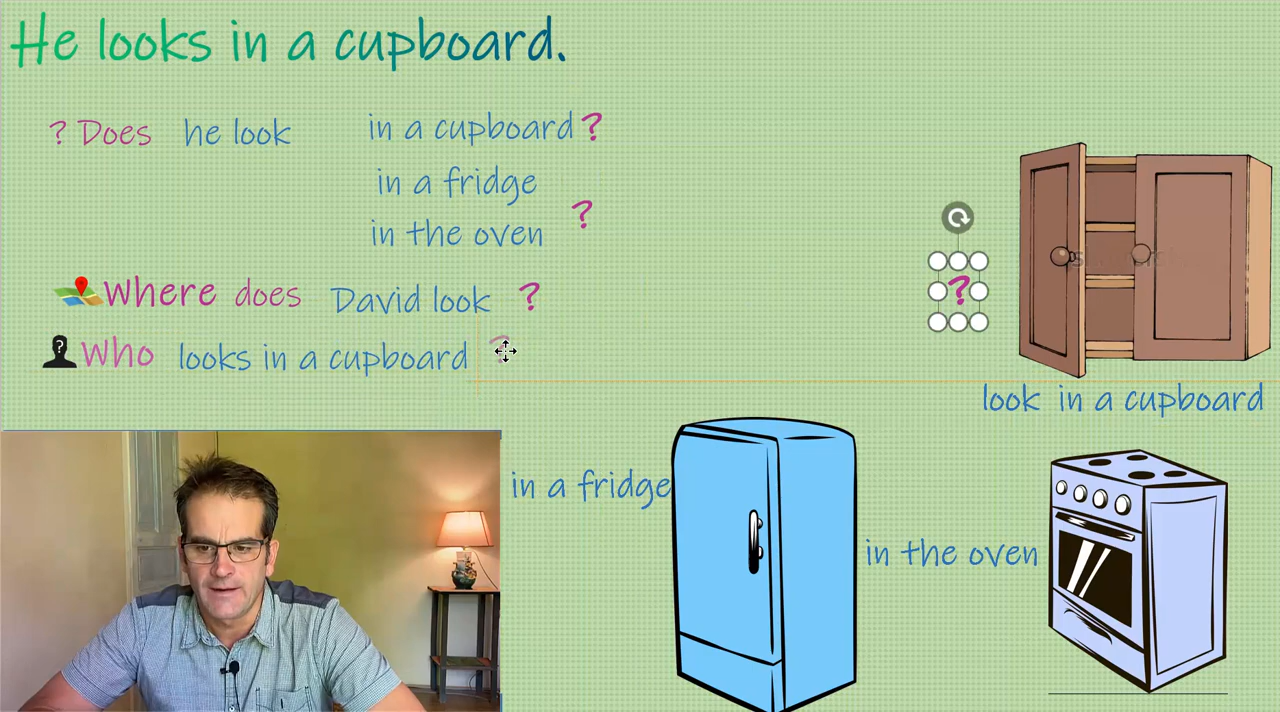 He looks in a cupboard.
? Does he look in a cupboard ?
in a fridge
?
in the oven
Where does David look ?
?
Who looks in a cupboard ?
?
look in a cupboard
in a fridge
in the oven